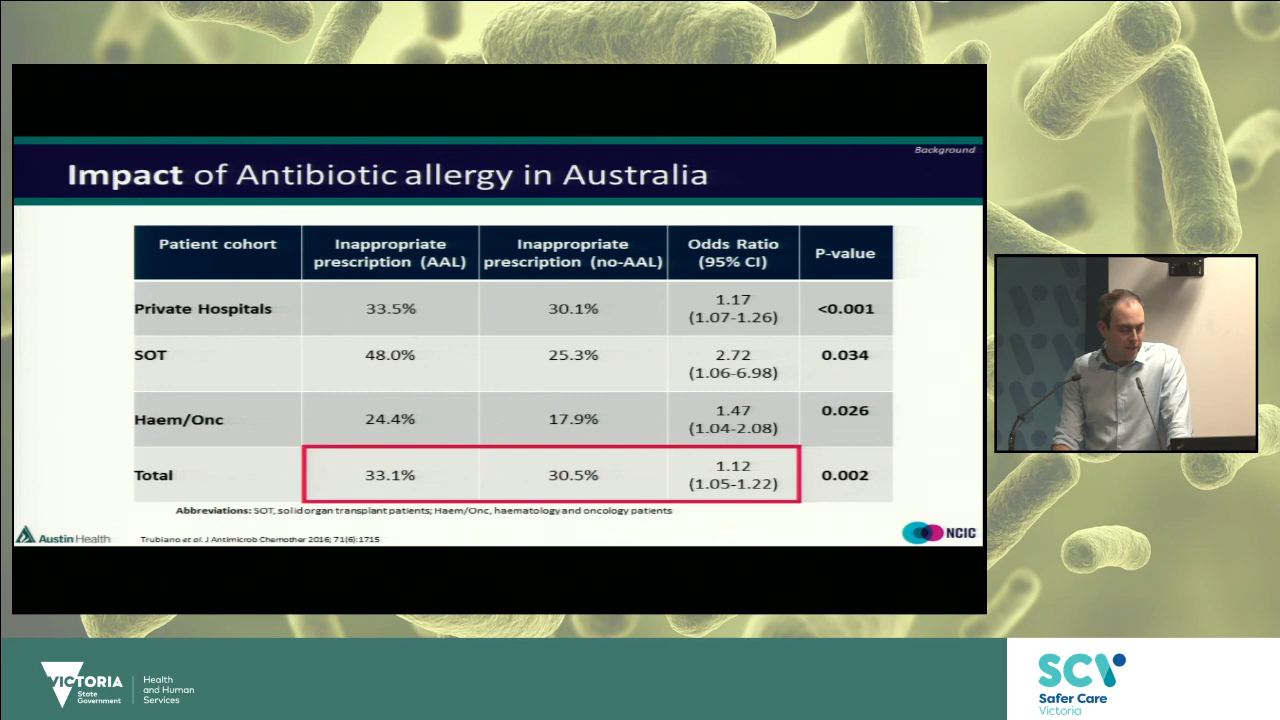 Background
Impact of Antibiotic allergy in Australia
Patient cohort
Inappropriate
prescription (AAL)
Inappropriate
prescription (no-AAL)
Odds Ratio
(95% CI)
P-value
Private Hospitals
33.5%
30.1%
1.17
(1.07-1.26)
<0.001
SOT
48.0%
25.3%
2.72
(1.06-6.98)
0.034
Haem/Onc
24.4%
17.9%
1.47
(1.04-2.08)
0.026
Total
33.1%
30.5%
1.12
(1.05-1.22)
0.002
Abbreviations: SOT, solid organ transplant patients; Haem/Onc, haematology and oncology patients
Austin Health
Trubiano et al. J Antimicrob Chemother 2016; 71(6):1715
NCIC
VICTORIA
State
Government
Health
and Human
Services
SCV
Safer Care
Victoria